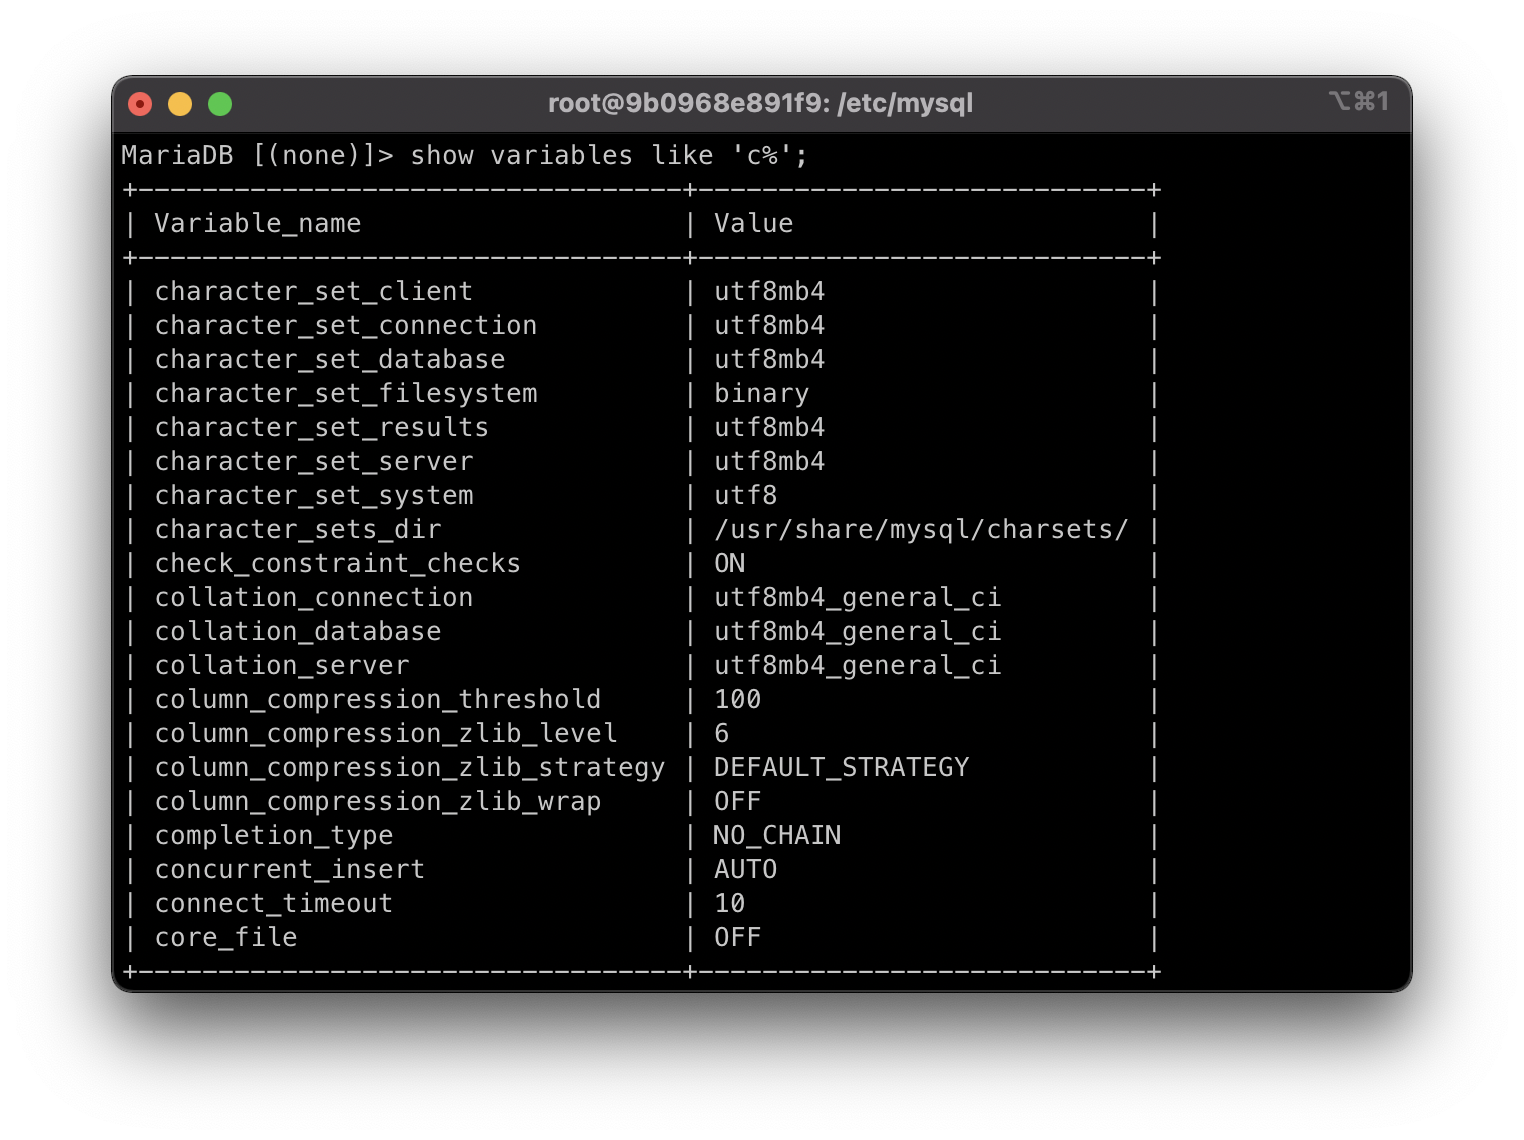 root@9b0968e891f9: /etc/mysql ⌥⌘1
MariaDB [(none)]> show variables like 'c%';
+----------------------------------+----------------------------+
| Variable_name | Value |
+----------------------------------+----------------------------+
| character_set_client | utf8mb4 |
| character_set_connection | utf8mb4 |
| character_set_database | utf8mb4 |
| character_set_filesystem | binary |
| character_set_results | utf8mb4 |
| character_set_server | utf8mb4 |
| character_set_system | utf8 |
| character_sets_dir | /usr/share/mysql/charsets/ |
| check_constraint_checks | ON |
| collation_connection | utf8mb4_general_ci |
| collation_database | utf8mb4_general_ci |
| collation_server | utf8mb4_general_ci |
| column_compression_threshold | 100 |
| column_compression_zlib_level | 6 |
| column_compression_zlib_strategy | DEFAULT_STRATEGY |
| column_compression_zlib_wrap | OFF |
| completion_type | NO_CHAIN |
| concurrent_insert | AUTO |
| connect_timeout | 10 |
| core_file | OFF |
+----------------------------------+----------------------------+